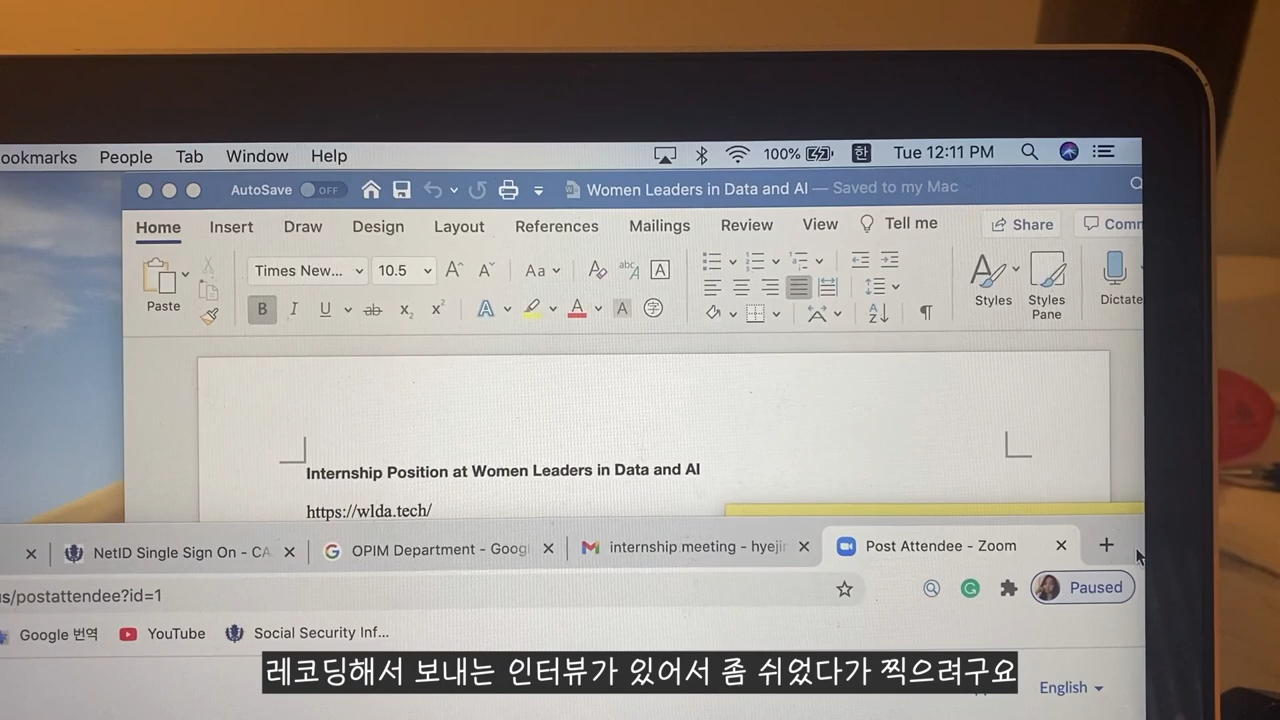 ookmarks People Tab Window Help 100% 한 Tue 12:11 PM
AutoSave OFF Women Leaders in Data and AI — Saved to my Mac
Home Insert Draw Design Layout References Mailings Review View Tell me Share Comm
Times New... 10.5 Aa abc A A
Paste B I U ab x₂ x² A A A 字 A Z ¶ Styles Styles Pane Dictate
Internship Position at Women Leaders in Data and AI
https://wlda.tech/
NetID Single Sign On - CA OPIM Department - Goog internship meeting - hyejin Post Attendee - Zoom
us/postattendee?id=1 Paused
Google 번역 YouTube Social Security Inf...
레코딩해서 보내는 인터뷰가 있어서 좀 쉬었다가 찍으려구요
English